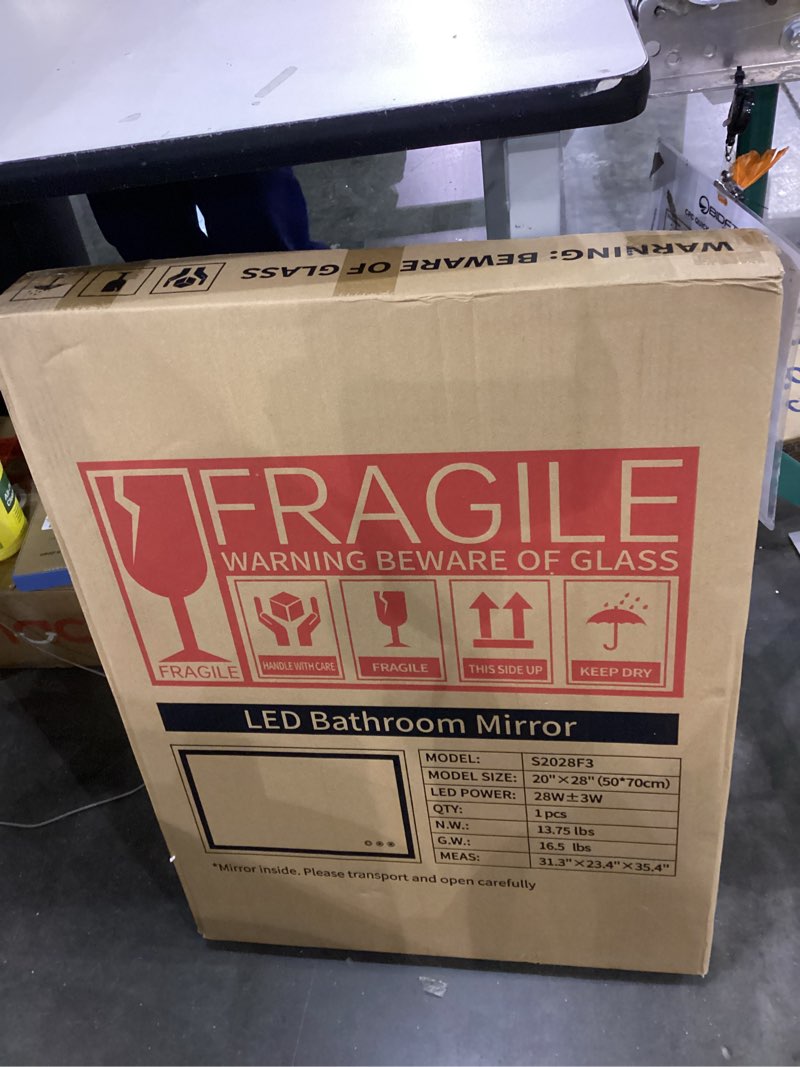 WARNING: BEWARE OF GLASS
FRAGILE
WARNING BEWARE OF GLASS
FRAGILE
HANDLE WITH CARE
FRAGILE
THIS SIDE UP
KEEP DRY
LED Bathroom Mirror
MODEL: S2028F3
MODEL SIZE: 20"×28" (50*70cm)
LED POWER: 28W±3W
QTY: 1 pcs
N.W.: 13.75 lbs
G.W.: 16.5 lbs
MEAS: 31.3"×23.4"×35.4"
*Mirror inside. Please transport and open carefully